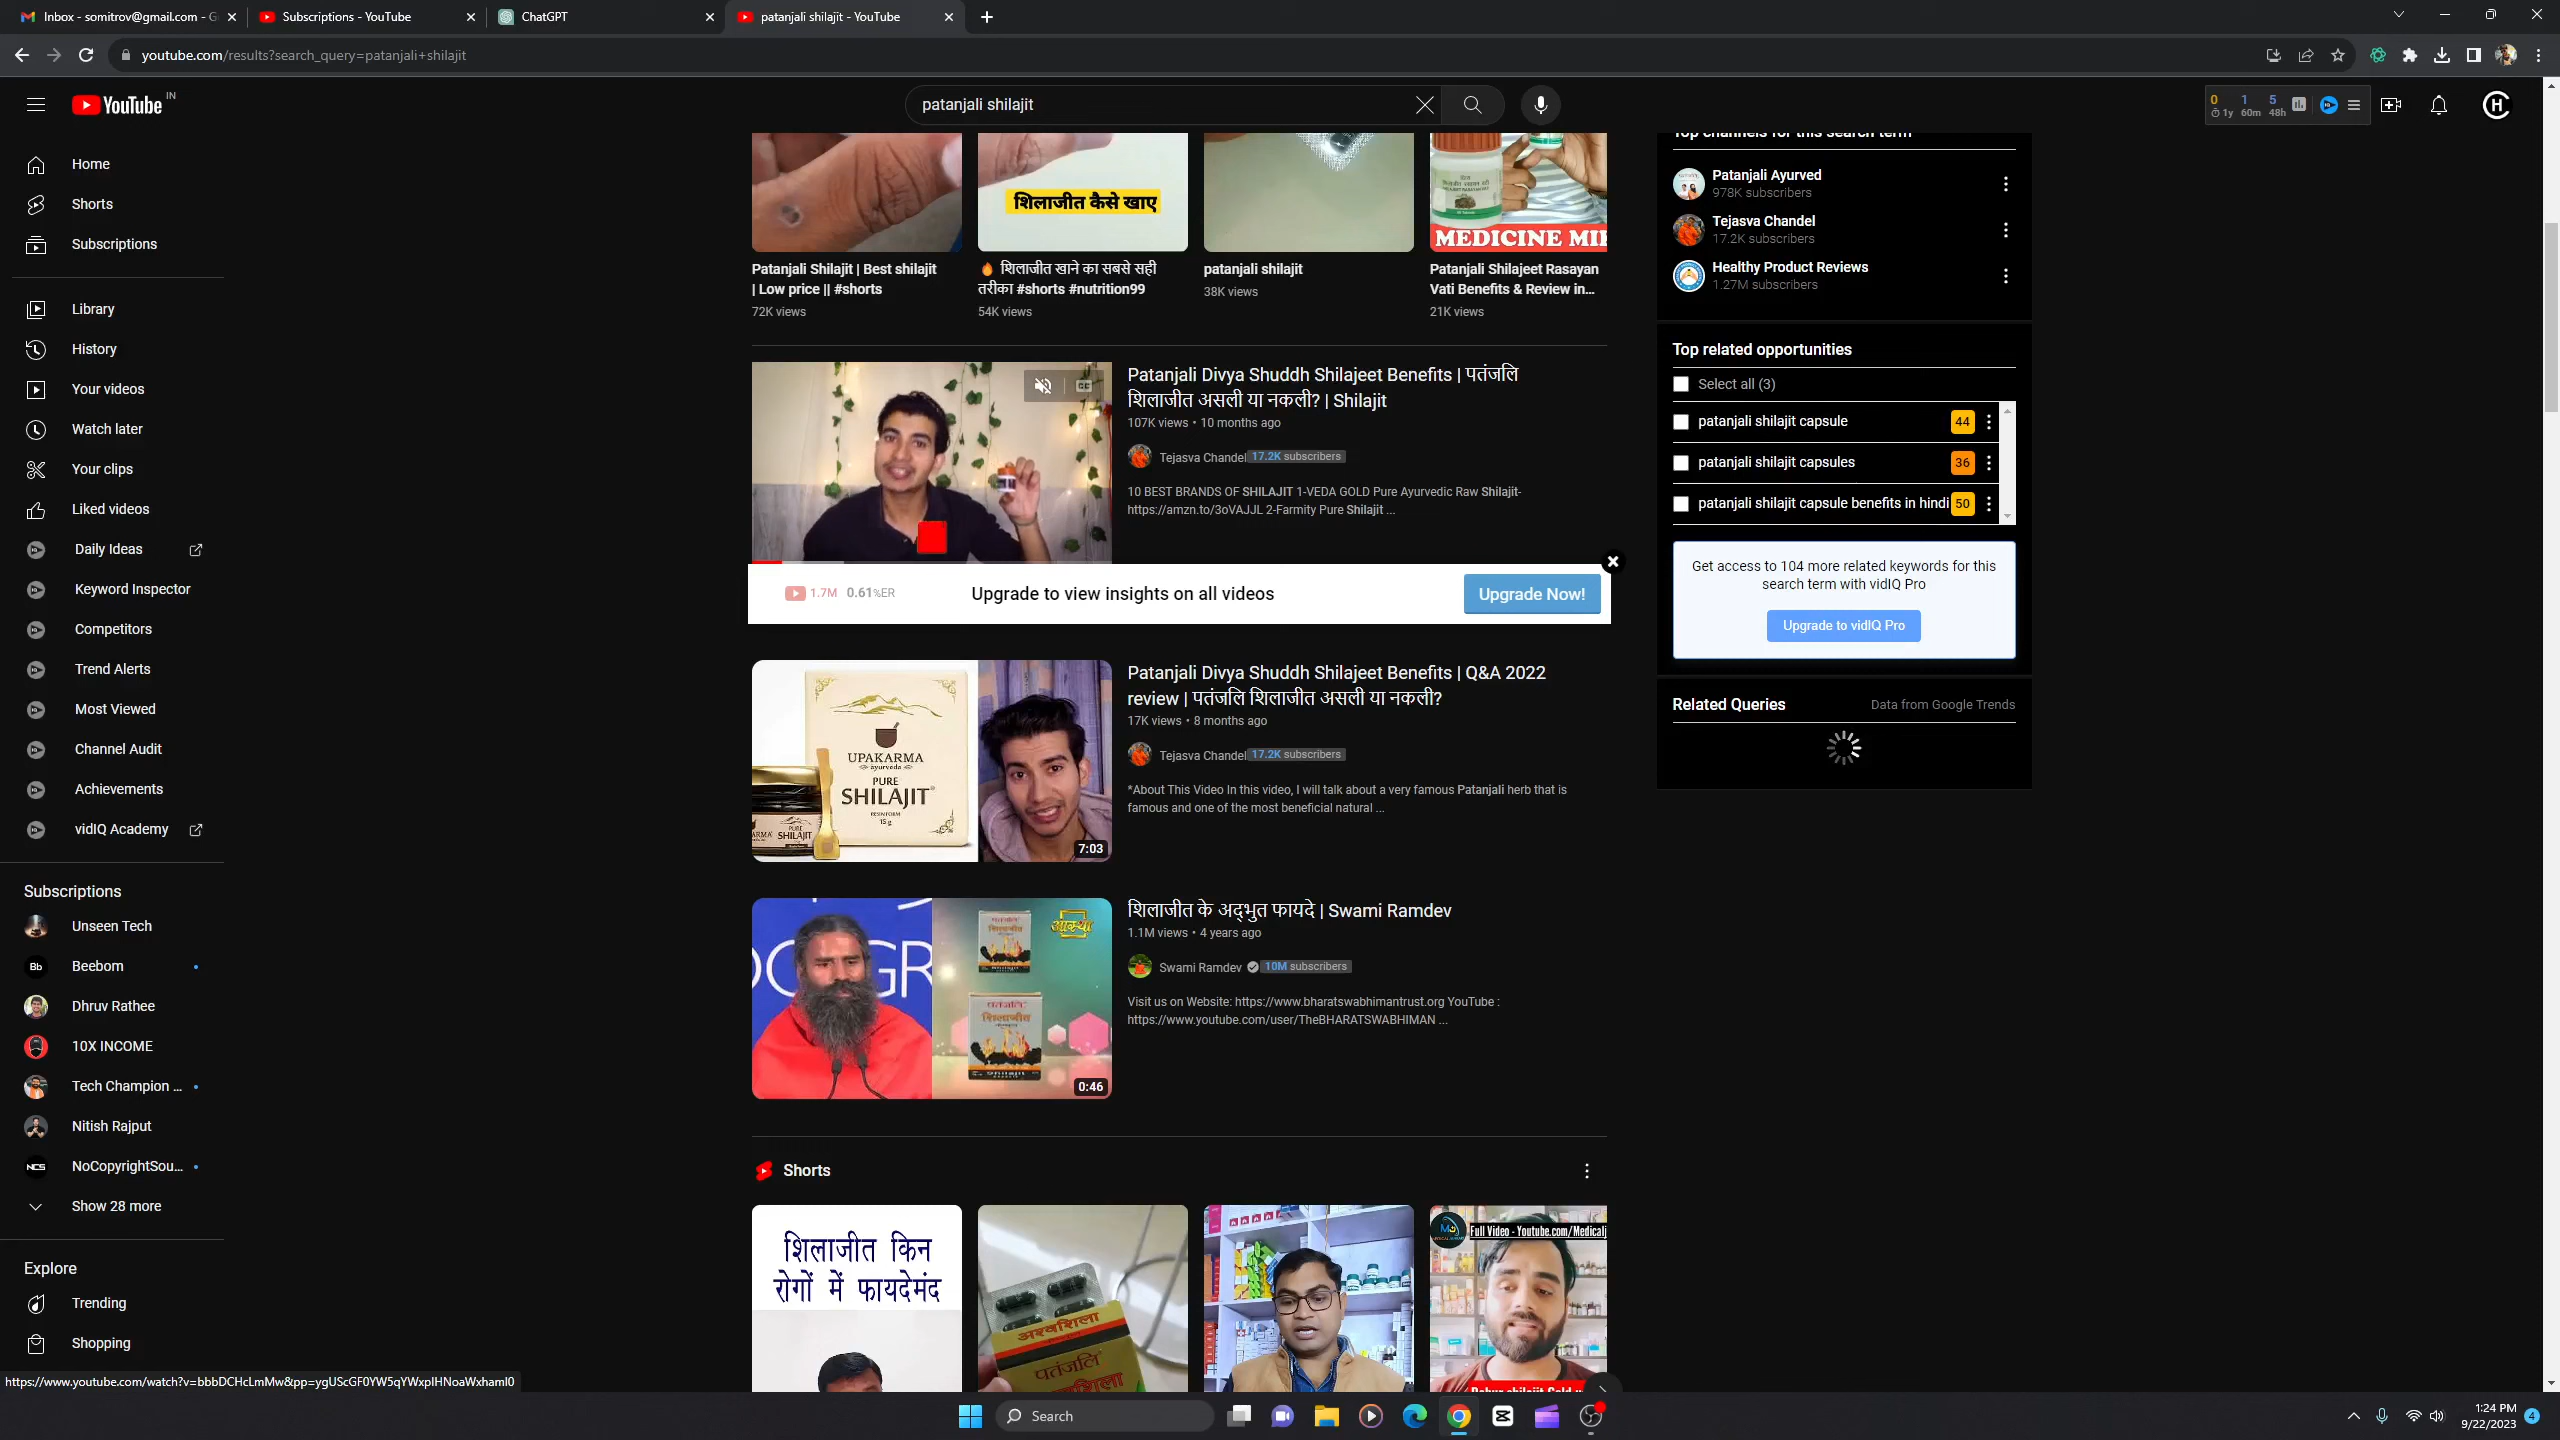 Inbox - somitrov@gmail.com - G
Subscriptions - YouTube
ChatGPT
patanjali shilajit - YouTube
youtube.com/results?search_query=patanjali+shilajit
YouTube IN
patanjali shilajit
0 1 5
1y 60m 48h
Home
Shorts
Subscriptions
Library
History
Your videos
Watch later
Your clips
Liked videos
Daily Ideas
Keyword Inspector
Competitors
Trend Alerts
Most Viewed
Channel Audit
Achievements
vidIQ Academy
Subscriptions
Unseen Tech
Bb Beebom
Dhruv Rathee
10X INCOME
Tech Champion ...
Nitish Rajput
NCS NoCopyrightSou...
Show 28 more
Explore
Trending
Shopping
https://www.youtube.com/watch?v=bbbDCHcLmMw&pp=ygUScGF0YW5qYWxpIHNoaWxhaml0
शिलाजीत कैसे खाए
MEDICINE
Patanjali Shilajit | Best shilajit
| Low price || #shorts
72K views
🔥 शिलाजीत खाने का सबसे सही
तरीका #shorts #nutrition99
54K views
patanjali shilajit
38K views
Patanjali Shilajeet Rasayan
Vati Benefits & Review in...
21K views
Patanjali Divya Shuddh Shilajeet Benefits | पतंजलि
शिलाजीत असली या नकली? | Shilajit
107K views • 10 months ago
Tejasva Chandel 17.2K subscribers
10 BEST BRANDS OF SHILAJIT 1-VEDA GOLD Pure Ayurvedic Raw Shilajit-
https://amzn.to/3oVAJJL 2-Farmity Pure Shilajit ...
1.7M 0.61%ER
Upgrade to view insights on all videos
Upgrade Now!
UPAKARMA
ayurveda
PURE
SHILAJIT
RESIN FORM
15 g
7:03
Patanjali Divya Shuddh Shilajeet Benefits | Q&A 2022
review | पतंजलि शिलाजीत असली या नकली?
17K views • 8 months ago
Tejasva Chandel 17.2K subscribers
*About This Video In this video, I will talk about a very famous Patanjali herb that is
famous and one of the most beneficial natural ...
आस्था
पतंजलि
शिलाजीत
0:46
शिलाजीत के अद्भुत फायदे | Swami Ramdev
1.1M views • 4 years ago
Swami Ramdev 10M subscribers
Visit us on Website: https://www.bharatswabhimantrust.org YouTube :
https://www.youtube.com/user/TheBHARATSWABHIMAN ...
Shorts
शिलाजीत किन
रोगों में फायदेमंद
अश्वशिला
पतंजलि
Full Video - Youtube.com/Medicalj
Top channels for this search term
Patanjali Ayurved
978K subscribers
Tejasva Chandel
17.2K subscribers
Healthy Product Reviews
1.27M subscribers
Top related opportunities
Select all (3)
patanjali shilajit capsule 44
patanjali shilajit capsules 36
patanjali shilajit capsule benefits in hindi 50
Get access to 104 more related keywords for this
search term with vidIQ Pro
Upgrade to vidIQ Pro
Related Queries
Data from Google Trends
Search
1:24 PM
9/22/2023
4